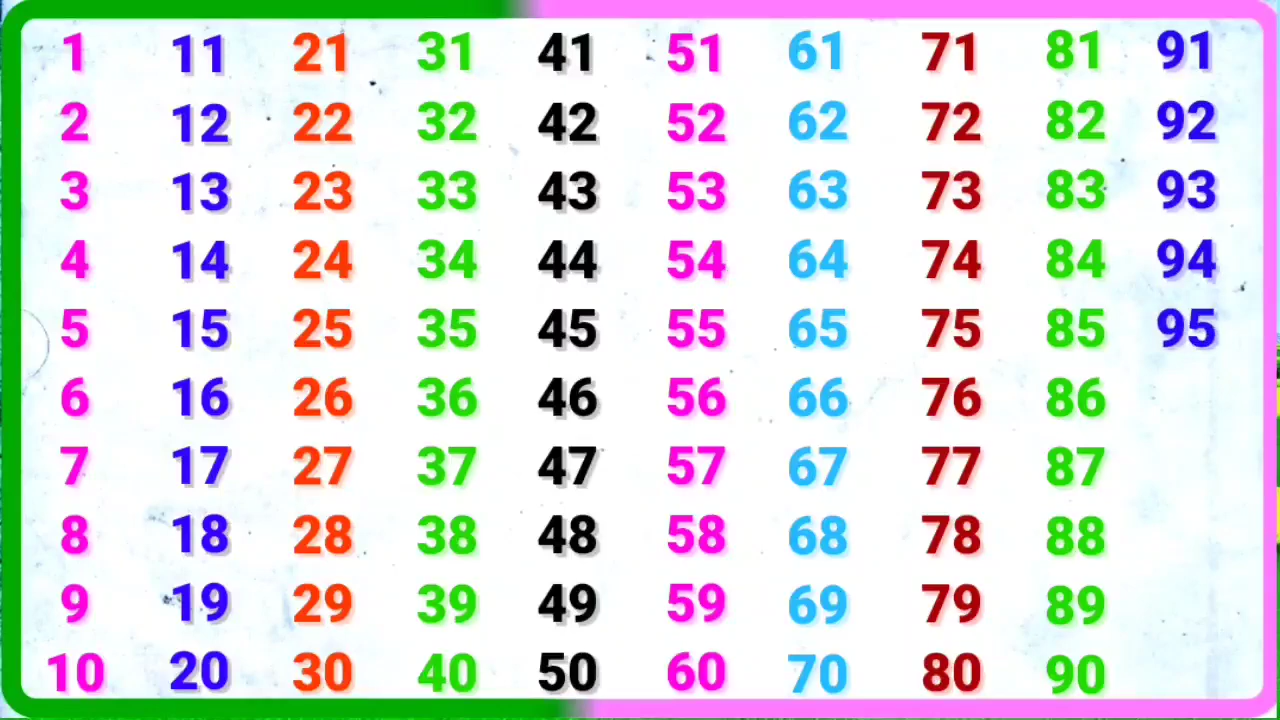 1 11 21 31 41 51 61 71 81 91
2 12 22 32 42 52 62 72 82 92
3 13 23 33 43 53 63 73 83 93
4 14 24 34 44 54 64 74 84 94
5 15 25 35 45 55 65 75 85 95
6 16 26 36 46 56 66 76 86
7 17 27 37 47 57 67 77 87
8 18 28 38 48 58 68 78 88
9 19 29 39 49 59 69 79 89
10 20 30 40 50 60 70 80 90